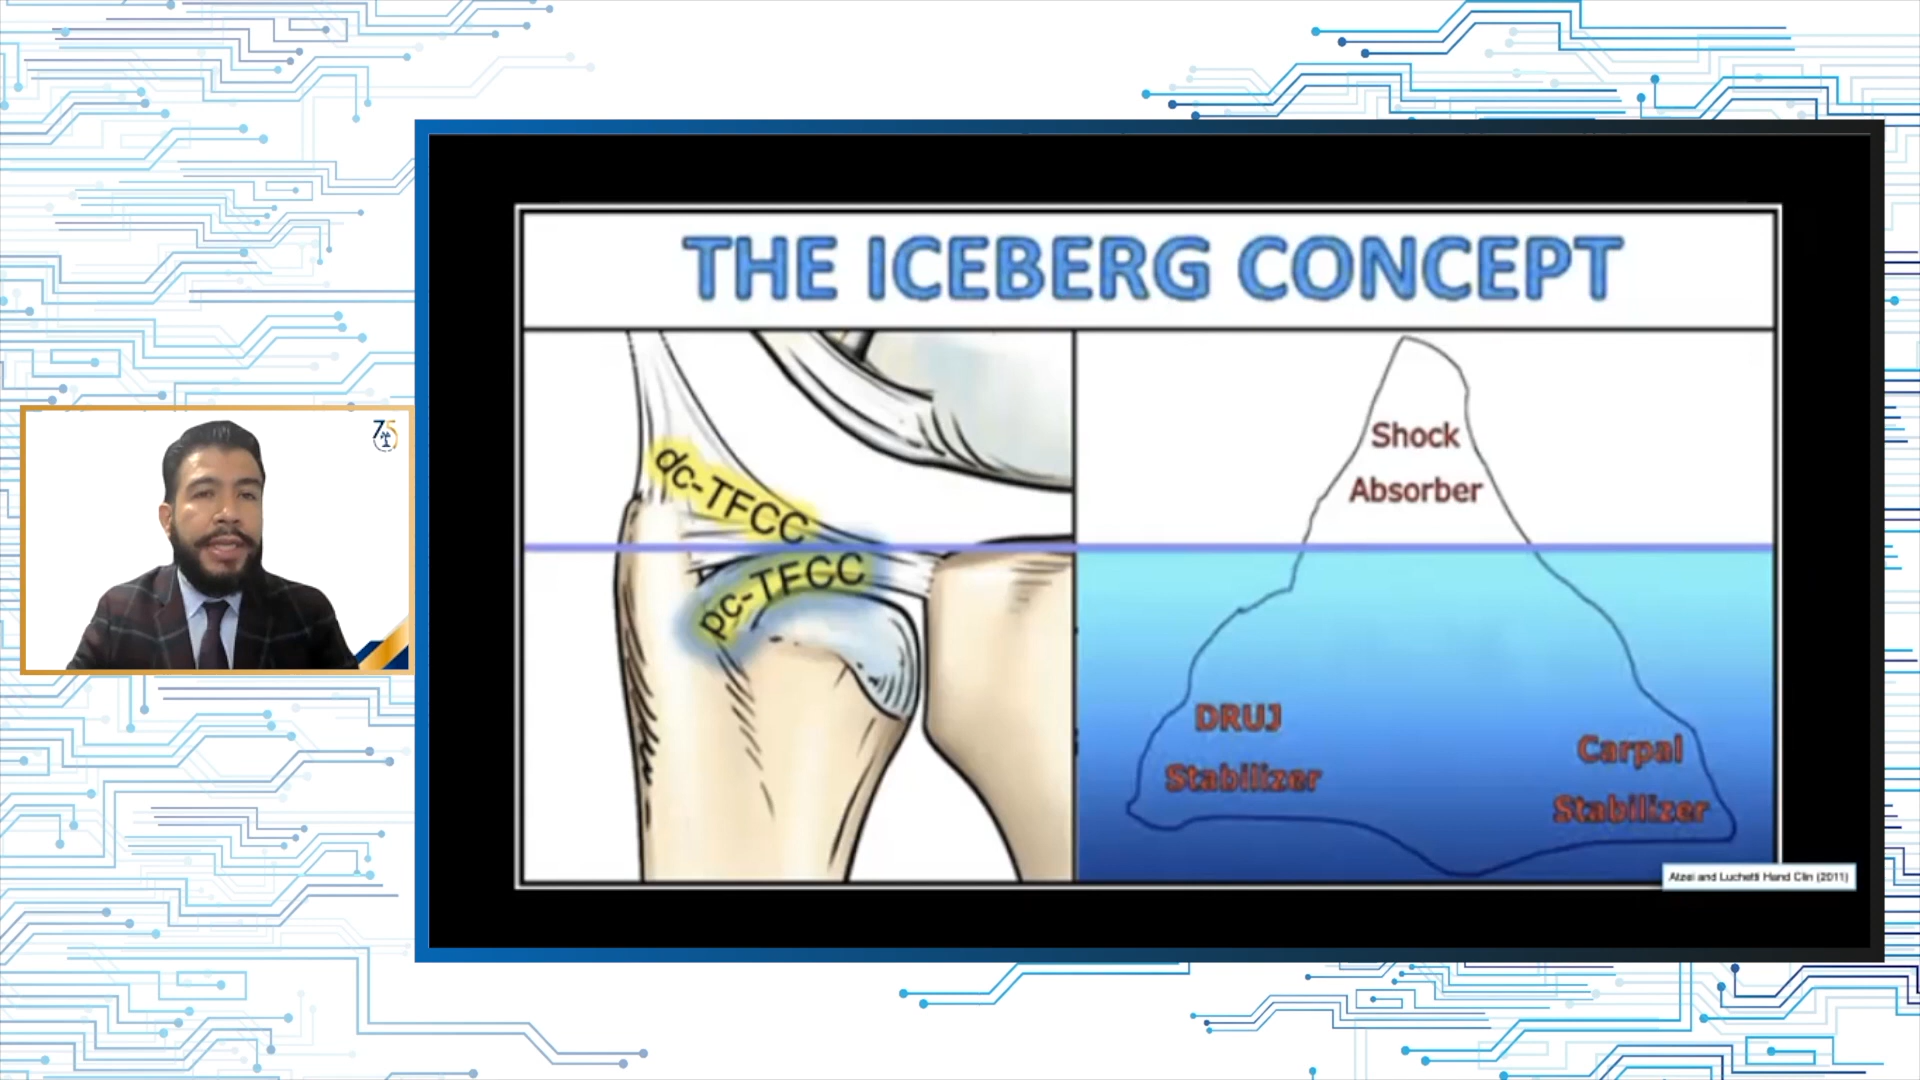 THE ICEBERG CONCEPT
dc-TFCC
pc-TFCC
Shock
Absorber
DRUJ
Stabilizer
Carpal
Stabilizer
Atzei and Luchetti Hand Clin (2011)
75